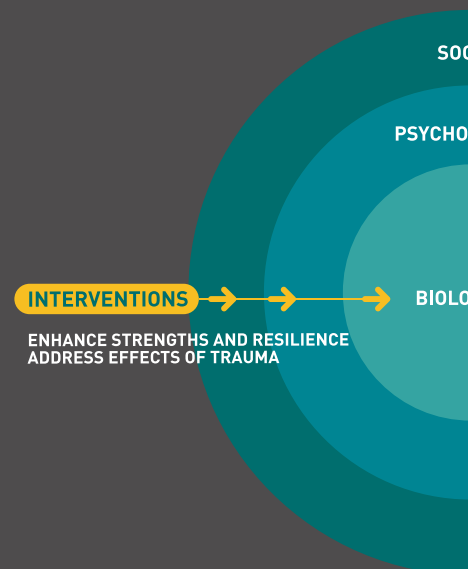 SOC
PSYCHO
INTERVENTIONS
BIOLO
ENHANCE STRENGTHS AND RESILIENCE
ADDRESS EFFECTS OF TRAUMA